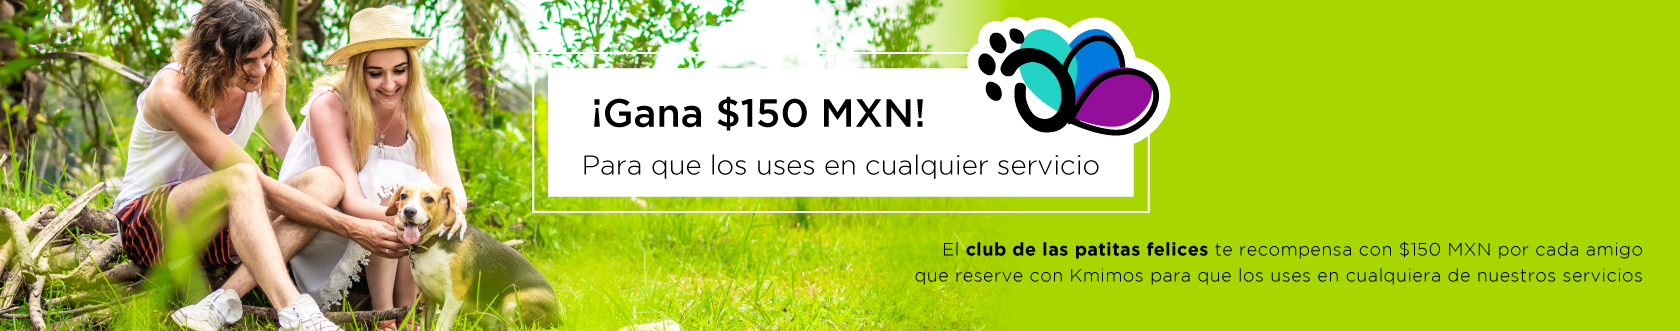 ¡Gana $150 MXN!
Para que los uses en cualquier servicio
El club de las patitas felices te recompensa con $150 MXN por cada amigo
que reserve con Kmimos para que los uses en cualquiera de nuestros servicios